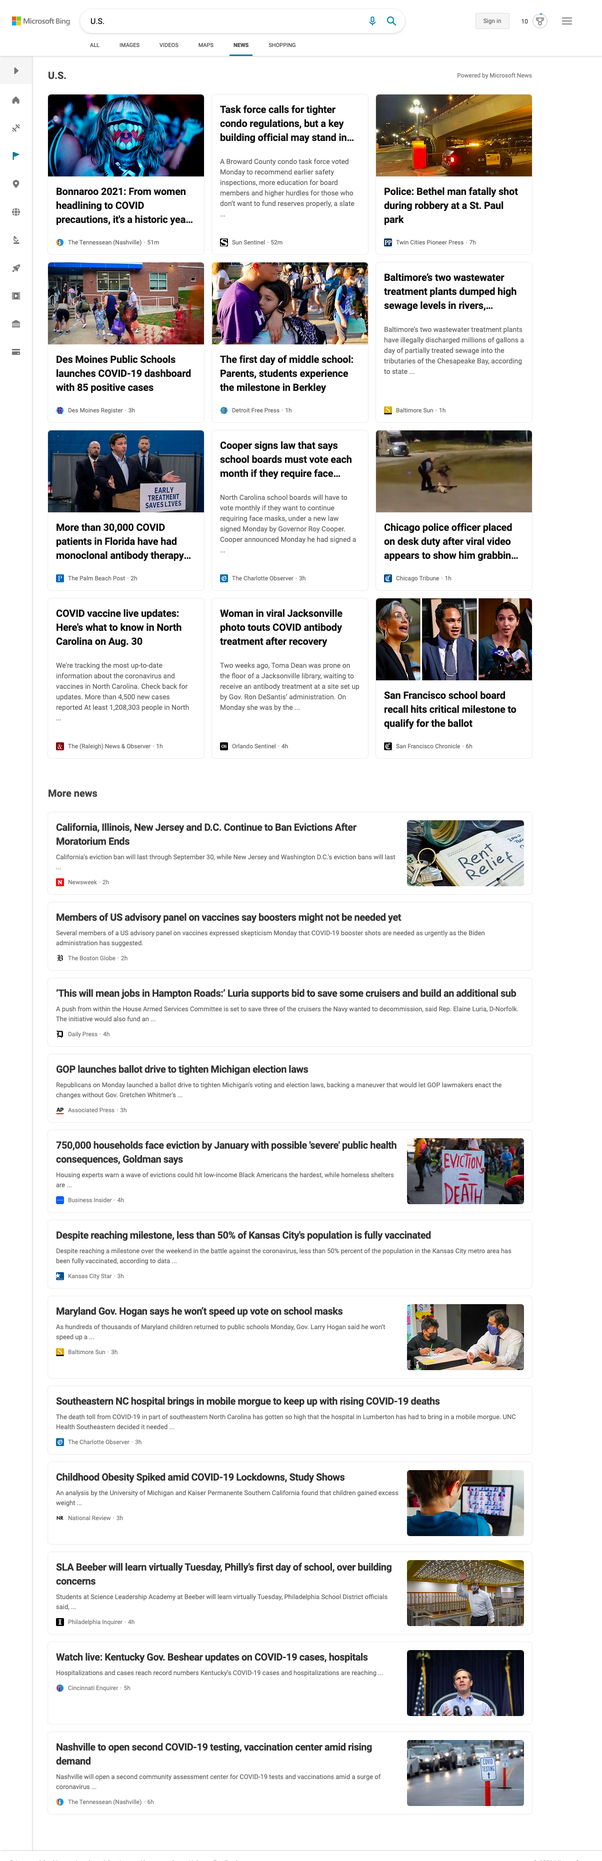 Microsoft Bing
U.S.
Sign in
10
ALL
IMAGES
VIDEOS
MAPS
NEWS
SHOPPING
U.S.
Powered by Microsoft News
Bonnaroo 2021: From women
headlining to COVID
precautions, it's a historic yea...
The Tennessean (Nashville) · 51m
Task force calls for tighter
condo regulations, but a key
building official may stand in...
A Broward County condo task force voted
Monday to recommend earlier safety
inspections, more education for board
members and higher hurdles for those who
don't want to fund reserves properly, a slate
...
Sun Sentinel · 52m
Police: Bethel man fatally shot
during robbery at a St. Paul
park
Twin Cities Pioneer Press · 7h
Des Moines Public Schools
launches COVID-19 dashboard
with 85 positive cases
Des Moines Register · 3h
The first day of middle school:
Parents, students experience
the milestone in Berkley
Detroit Free Press · 1h
Baltimore's two wastewater
treatment plants dumped high
sewage levels in rivers,...
Baltimore's two wastewater treatment plants
have illegally discharged millions of gallons a
day of partially treated sewage into the
tributaries of the Chesapeake Bay, according
to state ...
Baltimore Sun · 1h
EARLY
TREATMENT
SAVES LIVES
More than 30,000 COVID
patients in Florida have had
monoclonal antibody therapy...
The Palm Beach Post · 2h
Cooper signs law that says
school boards must vote each
month if they require face...
North Carolina school boards will have to
vote monthly if they want to continue
requiring face masks, under a new law
signed Monday by Governor Roy Cooper.
Cooper announced Monday he had signed a
...
The Charlotte Observer · 3h
Chicago police officer placed
on desk duty after viral video
appears to show him grabbin...
Chicago Tribune · 1h
COVID vaccine live updates:
Here's what to know in North
Carolina on Aug. 30
We're tracking the most up-to-date
information about the coronavirus and
vaccines in North Carolina. Check back for
updates. More than 4,500 new cases
reported At least 1,208,303 people in North
...
The (Raleigh) News & Observer · 1h
Woman in viral Jacksonville
photo touts COVID antibody
treatment after recovery
Two weeks ago, Toma Dean was prone on
the floor of a Jacksonville library, waiting to
receive an antibody treatment at a site set up
by Gov. Ron DeSantis' administration. On
Monday she was by the ...
Orlando Sentinel · 4h
San Francisco school board
recall hits critical milestone to
qualify for the ballot
San Francisco Chronicle · 6h
More news
California, Illinois, New Jersey and D.C. Continue to Ban Evictions After
Moratorium Ends
California's eviction ban will last through September 30, while New Jersey and Washington D.C.'s eviction bans will last
...
Newsweek · 2h
Rent
Relief
Members of US advisory panel on vaccines say boosters might not be needed yet
Several members of a US advisory panel on vaccines expressed skepticism Monday that COVID-19 booster shots are needed as urgently as the Biden
administration has suggested.
The Boston Globe · 2h
'This will mean jobs in Hampton Roads:' Luria supports bid to save some cruisers and build an additional sub
A push from within the House Armed Services Committee is set to save three of the cruisers the Navy wanted to decommission, said Rep. Elaine Luria, D-Norfolk.
The initiative would also fund an ...
Daily Press · 4h
GOP launches ballot drive to tighten Michigan election laws
Republicans on Monday launched a ballot drive to tighten Michigan's voting and election laws, backing a maneuver that would let GOP lawmakers enact the
changes without Gov. Gretchen Whitmer's ...
AP Associated Press · 3h
750,000 households face eviction by January with possible 'severe' public health
consequences, Goldman says
Housing experts warn a wave of evictions could hit low-income Black Americans the hardest, while homeless shelters
are ...
Business Insider · 4h
EVICTION
=
DEATH
Despite reaching milestone, less than 50% of Kansas City's population is fully vaccinated
Despite reaching a milestone over the weekend in the battle against the coronavirus, less than 50% percent of the population in the Kansas City metro area has
been fully vaccinated, according to data ...
Kansas City Star · 3h
Maryland Gov. Hogan says he won't speed up vote on school masks
As hundreds of thousands of Maryland children returned to public schools Monday, Gov. Larry Hogan said he won't
speed up a ...
Baltimore Sun · 3h
Southeastern NC hospital brings in mobile morgue to keep up with rising COVID-19 deaths
The death toll from COVID-19 in part of southeastern North Carolina has gotten so high that the hospital in Lumberton has had to bring in a mobile morgue. UNC
Health Southeastern decided it needed ...
The Charlotte Observer · 3h
Childhood Obesity Spiked amid COVID-19 Lockdowns, Study Shows
An analysis by the University of Michigan and Kaiser Permanente Southern California found that children gained excess
weight ...
NR National Review · 3h
SLA Beeber will learn virtually Tuesday, Philly's first day of school, over building
concerns
Students at Science Leadership Academy at Beeber will learn virtually Tuesday, Philadelphia School District officials
said, ...
Philadelphia Inquirer · 4h
Watch live: Kentucky Gov. Beshear updates on COVID-19 cases, hospitals
Hospitalizations and cases reach record numbers Kentucky's COVID-19 cases and hospitalizations are reaching ...
Cincinnati Enquirer · 5h
Nashville to open second COVID-19 testing, vaccination center amid rising
demand
Nashville will open a second community assessment center for COVID-19 tests and vaccinations amid a surge of
coronavirus ...
The Tennessean (Nashville) · 6h
COVID
TESTING